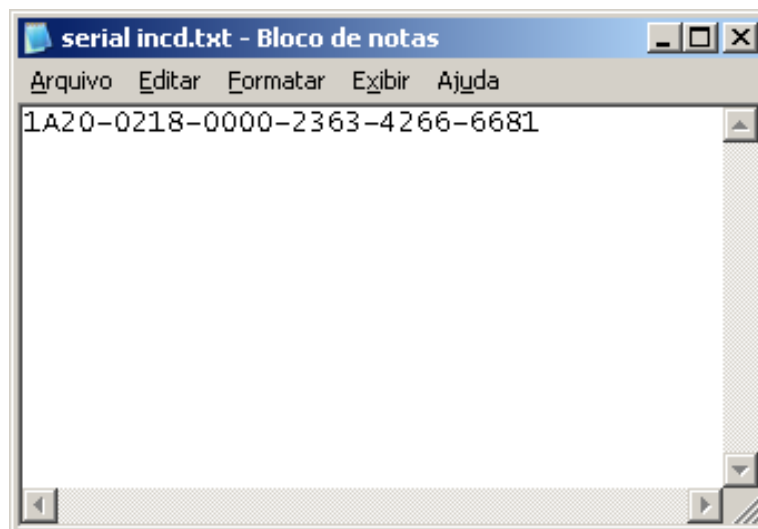 serial incd.txt - Bloco de notas
Arquivo Editar Formatar Exibir Ajuda
1A20-0218-0000-2363-4266-6681